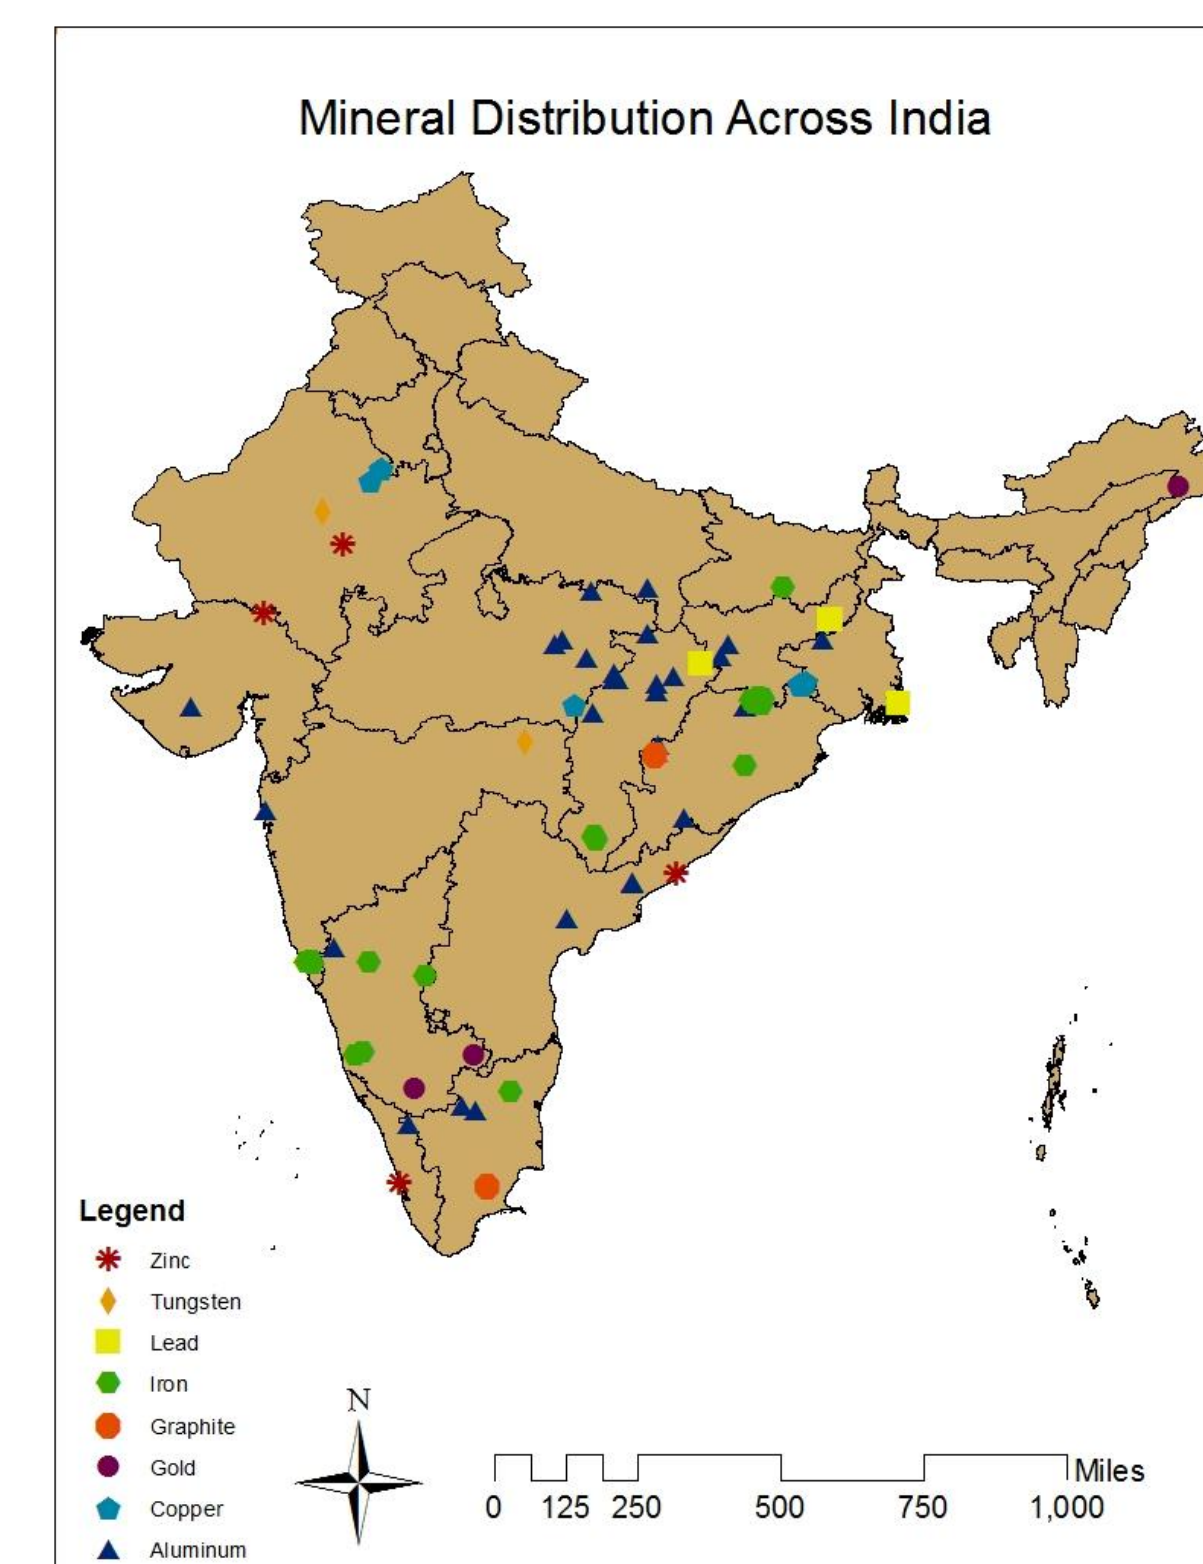 Mineral Distribution Across India
Legend
Zinc
Tungsten
Lead
Iron
Graphite
Gold
Copper
Aluminum
N
Miles
0 125 250 500 750 1,000